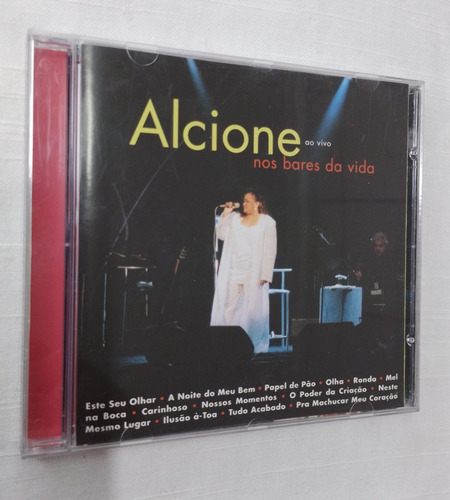 Alcione
ao vivo
nos bares da vida
Este Seu Olhar • A Noite do Meu Bem • Papel de Pão • Olha • Ronda • Mel
na Boca • Carinhoso • Nossos Momentos • O Poder da Criação • Neste
Mesmo Lugar • Ilusão à-Toa • Tudo Acabado • Pra Machucar Meu Coração